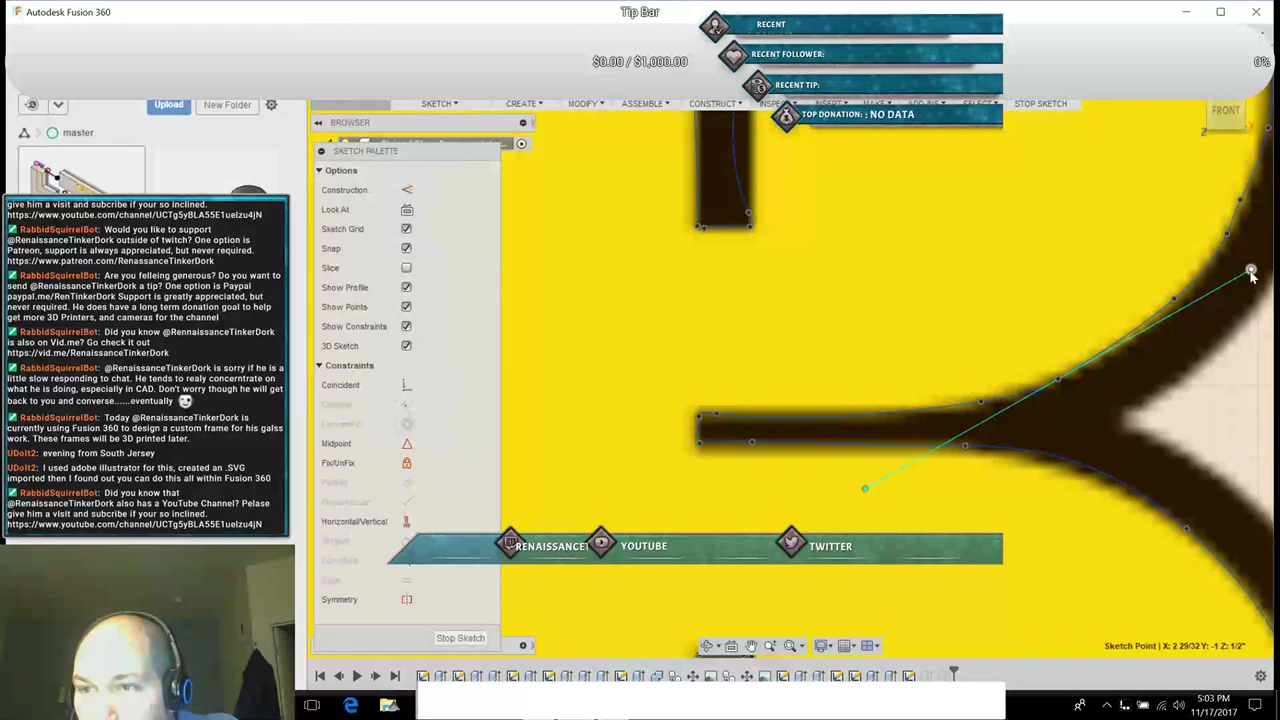 Autodesk Fusion 360
Tip Bar
RECENT
RECENT FOLLOWER:
$0.00 / $1,000.00
0%
RECENT TIP:
TOP DONATION: : NO DATA
Upload
New Folder
SKETCH
CREATE
MODIFY
ASSEMBLE
CONSTRUCT
STOP SKETCH
FRONT
Z
X
BROWSER
master
SKETCH PALETTE
Options
Construction
Look At
Sketch Grid
Snap
Slice
Show Profile
Show Points
Show Constraints
3D Sketch
Constraints
Coincident
Midpoint
Fix/UnFix
Horizontal/Vertical
Symmetry
Stop Sketch
give him a visit and subcribe if your so inclined.
https://www.youtube.com/channel/UCTg5yBLA55E1uelzu4jN
RabbidSquirrelBot: Would you like to support
@RenaissanceTinkerDork outside of twitch? One option is
Patreon, support is always appreciated, but never required.
https://www.patreon.com/RenaissanceTinkerDork
RabbidSquirrelBot: Are you felleing generous? Do you want to
send @RenaissanceTinkerDork a tip? One option is Paypal
paypal.me/RenTinkerDork Support is greatly appreciated, but
never required. He does have a long term donation goal to help
get more 3D Printers, and cameras for the channel
RabbidSquirrelBot: Did you know @RennaissanceTinkerDork
is also on Vid.me? Go check it out
https://vid.me/RenaissanceTinkerDork
RabbidSquirrelBot: @RenaissanceTinkerDork is sorry if he is a
little slow responding to chat. He tends to realy concertrate on
what he is doing, especially in CAD. Don't worry though he will get
back to you and converse......eventually
RabbidSquirrelBot: Today @RenaissanceTinkerDork is
currently using Fusion 360 to design a custom frame for his galss
work. These frames will be 3D printed later.
UDoIt2: evening from South Jersey
UDoIt2: I used adobe illustrator for this, created an .SVG
imported then I found out you can do this all within Fusion 360
RabbidSquirrelBot: Did you know that
@RenaissanceTinkerDork also has a YouTube Channel? Pelase
give him a visit and subcribe if your so inclined.
https://www.youtube.com/channel/UCTg5yBLA55E1uelzu4jN
RENAISSANCET
YOUTUBE
TWITTER
Sketch Point | X: 2 29/32 Y: -1 Z: 1/2"
5:03 PM
11/17/2017